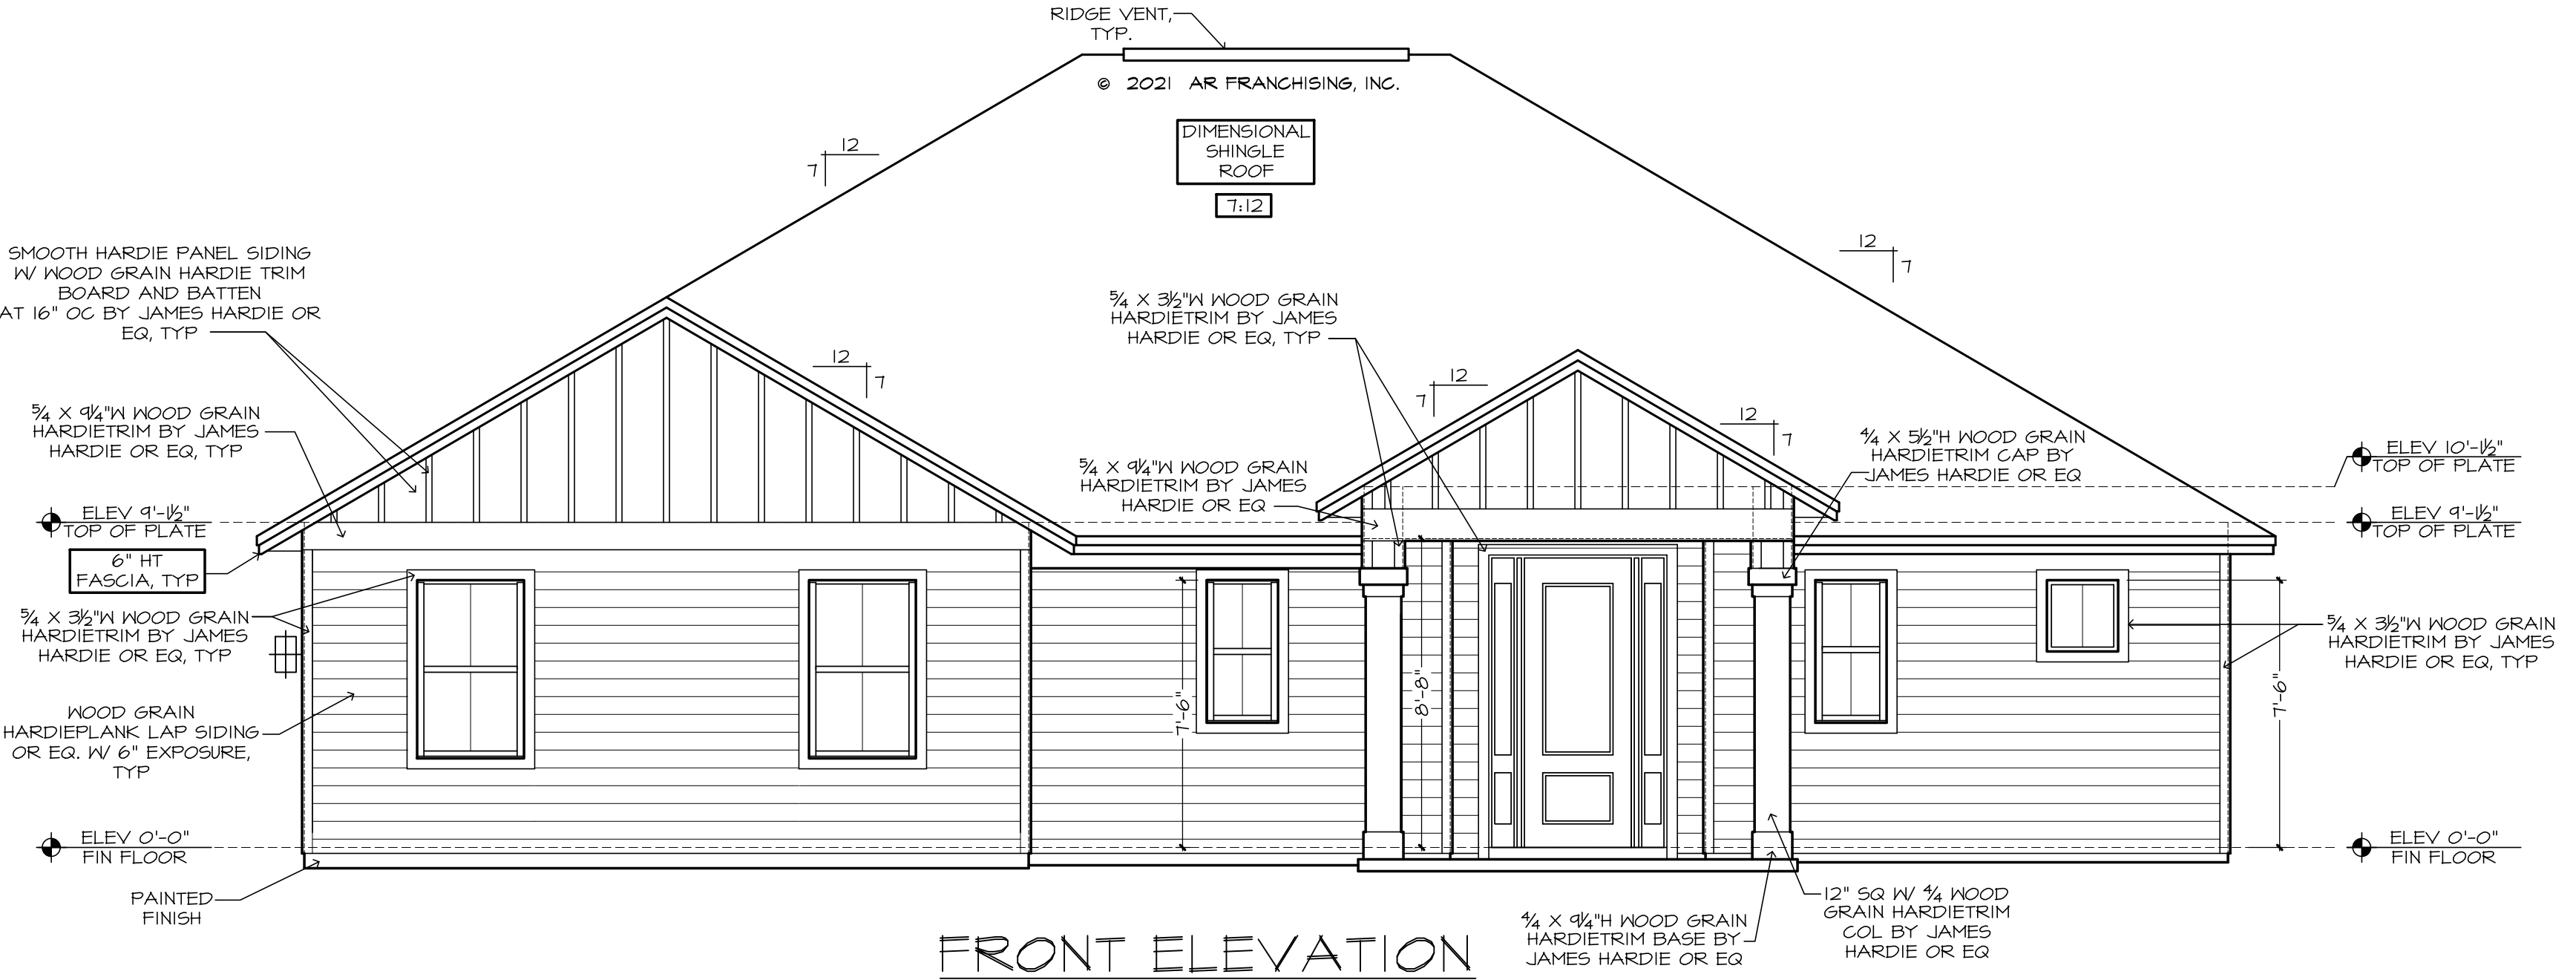 RIDGE VENT,
TYP.
© 2021 AR FRANCHISING, INC.
DIMENSIONAL
SHINGLE
ROOF
7:12
12
7
12
7
SMOOTH HARDIE PANEL SIDING
W/ WOOD GRAIN HARDIE TRIM
BOARD AND BATTEN
AT 16" OC BY JAMES HARDIE OR
EQ, TYP
5/4 X 3½"W WOOD GRAIN
HARDIETRIM BY JAMES
HARDIE OR EQ, TYP
12
7
12
7
12
7
5/4 X 9¼"W WOOD GRAIN
HARDIETRIM BY JAMES
HARDIE OR EQ, TYP
5/4 X 9¼"W WOOD GRAIN
HARDIETRIM BY JAMES
HARDIE OR EQ
4/4 X 5½"H WOOD GRAIN
HARDIETRIM CAP BY
JAMES HARDIE OR EQ
ELEV 10'-1½"
TOP OF PLATE
ELEV 9'-1½"
TOP OF PLATE
ELEV 9'-1½"
TOP OF PLATE
6" HT
FASCIA, TYP
5/4 X 3½"W WOOD GRAIN
HARDIETRIM BY JAMES
HARDIE OR EQ, TYP
5/4 X 3½"W WOOD GRAIN
HARDIETRIM BY JAMES
HARDIE OR EQ, TYP
7'-6"
8'-8"
7'-6"
WOOD GRAIN
HARDIEPLANK LAP SIDING
OR EQ. W/ 6" EXPOSURE,
TYP
ELEV 0'-0"
FIN FLOOR
ELEV 0'-0"
FIN FLOOR
PAINTED
FINISH
4/4 X 9¼"H WOOD GRAIN
HARDIETRIM BASE BY
JAMES HARDIE OR EQ
12" SQ W/ 4/4 WOOD
GRAIN HARDIETRIM
COL BY JAMES
HARDIE OR EQ
FRONT ELEVATION